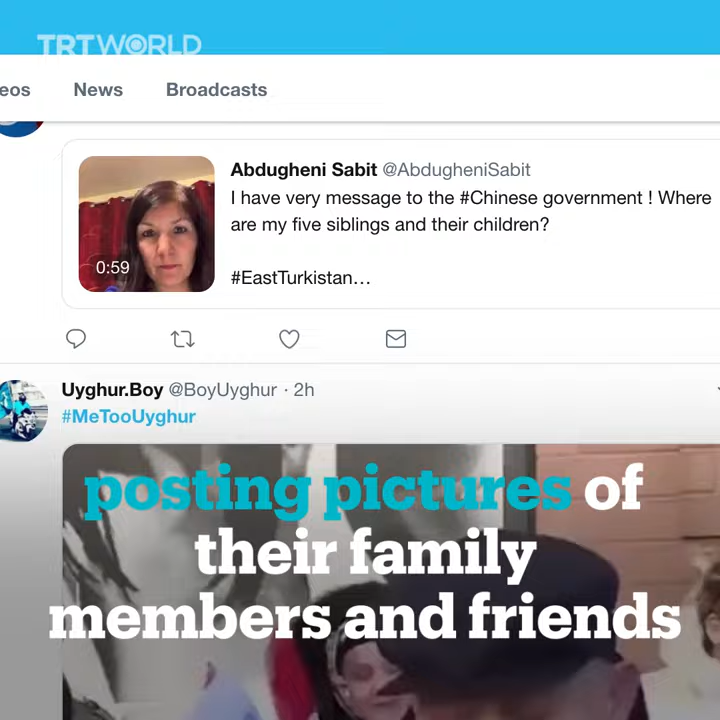 TRTWORLD
eos News Broadcasts
Abdugheni Sabit @AbdugheniSabit
I have very message to the #Chinese government ! Where
are my five siblings and their children?
#EastTurkistan…
0:59
Uyghur.Boy @BoyUyghur · 2h
#MeTooUyghur
posting pictures of
their family
members and friends